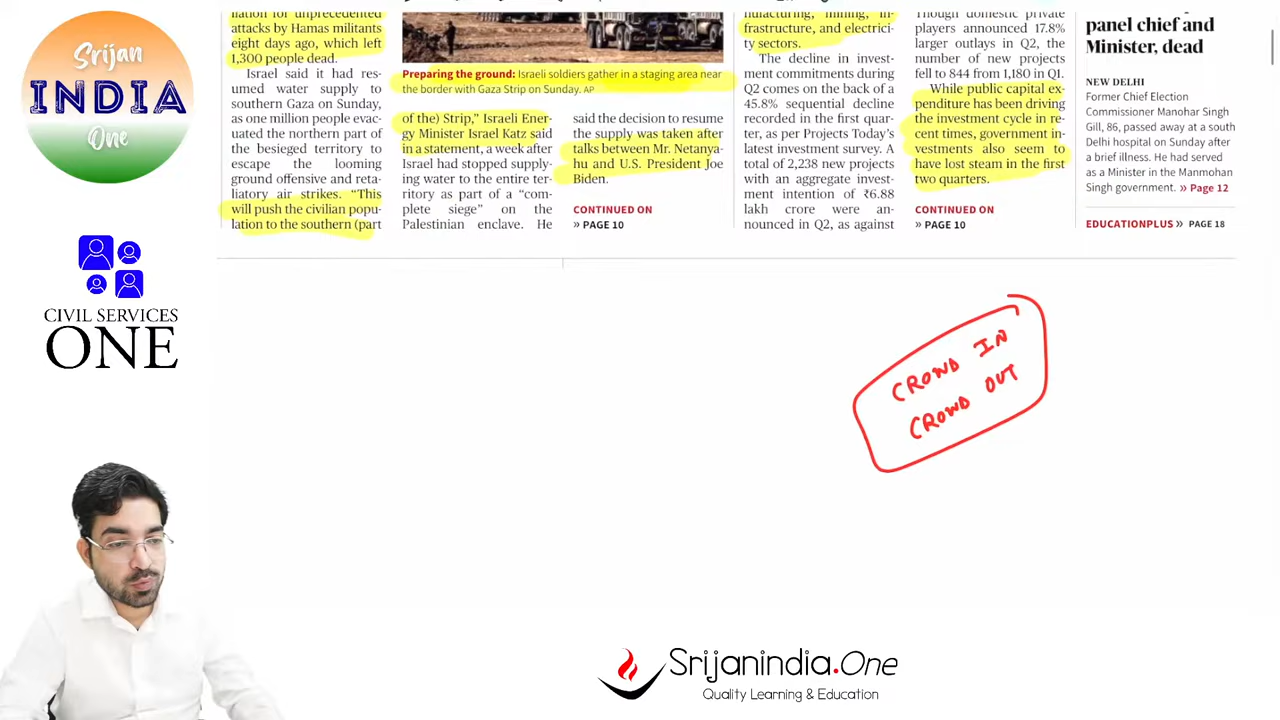 Srijan
INDIA
One
CIVIL SERVICES
ONE
liation for unprecedented
attacks by Hamas militants
eight days ago, which left
1,300 people dead.
Israel said it had res-
umed water supply to
southern Gaza on Sunday,
as one million people evac-
uated the northern part of
the besieged territory to
escape the looming
ground offensive and reta-
liatory air strikes. “This
will push the civilian popu-
lation to the southern (part
Preparing the ground: Israeli soldiers gather in a staging area near
the border with Gaza Strip on Sunday. AP
of the) Strip,” Israeli Ener-
gy Minister Israel Katz said
in a statement, a week after
Israel had stopped supply-
ing water to the entire ter-
ritory as part of a “com-
plete siege” on the
Palestinian enclave. He
said the decision to resume
the supply was taken after
talks between Mr. Netanya-
hu and U.S. President Joe
Biden.
CONTINUED ON
» PAGE 10
nufacturing, mining, in-
frastructure, and electrici-
ty sectors.
The decline in invest-
ment commitments during
Q2 comes on the back of a
45.8% sequential decline
recorded in the first quar-
ter, as per Projects Today’s
latest investment survey. A
total of 2,238 new projects
with an aggregate invest-
ment intention of ₹6.88
lakh crore were an-
nounced in Q2, as against
Though domestic private
players announced 17.8%
larger outlays in Q2, the
number of new projects
fell to 844 from 1,180 in Q1.
While public capital ex-
penditure has been driving
the investment cycle in re-
cent times, government in-
vestments also seem to
have lost steam in the first
two quarters.
CONTINUED ON
» PAGE 10
panel chief and
Minister, dead
NEW DELHI
Former Chief Election
Commissioner Manohar Singh
Gill, 86, passed away at a south
Delhi hospital on Sunday after
a brief illness. He had served
as a Minister in the Manmohan
Singh government. » Page 12
EDUCATIONPLUS » PAGE 18
CROWD IN
CROWD OUT
Srijanindia.One
Quality Learning & Education